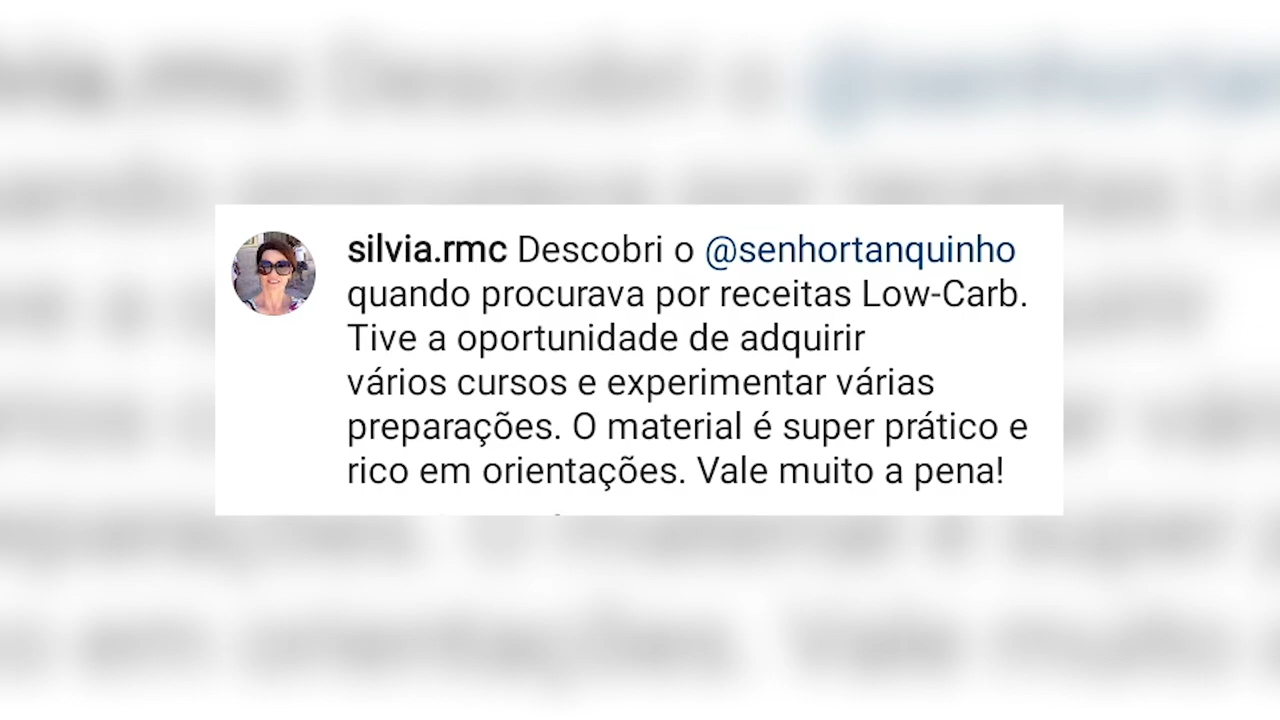 silvia.rmc Descobri o @senhortanquinho
quando procurava por receitas Low-Carb.
Tive a oportunidade de adquirir
vários cursos e experimentar várias
preparações. O material é super prático e
rico em orientações. Vale muito a pena!